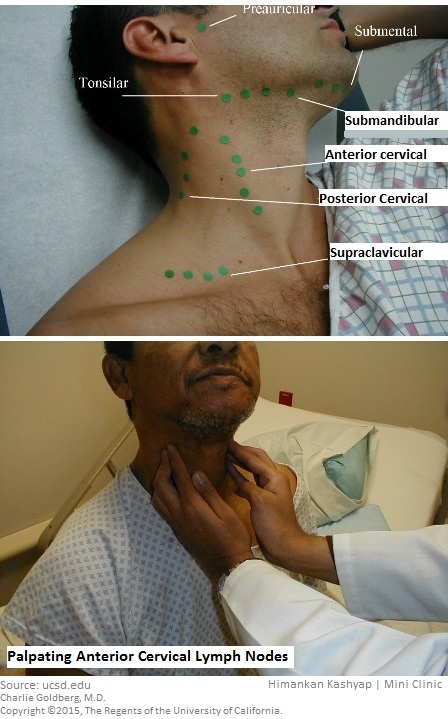 Preauricular
Submental
Tonsilar
Submandibular
Anterior cervical
Posterior Cervical
Supraclavicular
Palpating Anterior Cervical Lymph Nodes
Source: ucsd.edu
Himankan Kashyap | Mini Clinic
Charlie Goldberg, M.D.
Copyright ©2015, The Regents of the University of California.